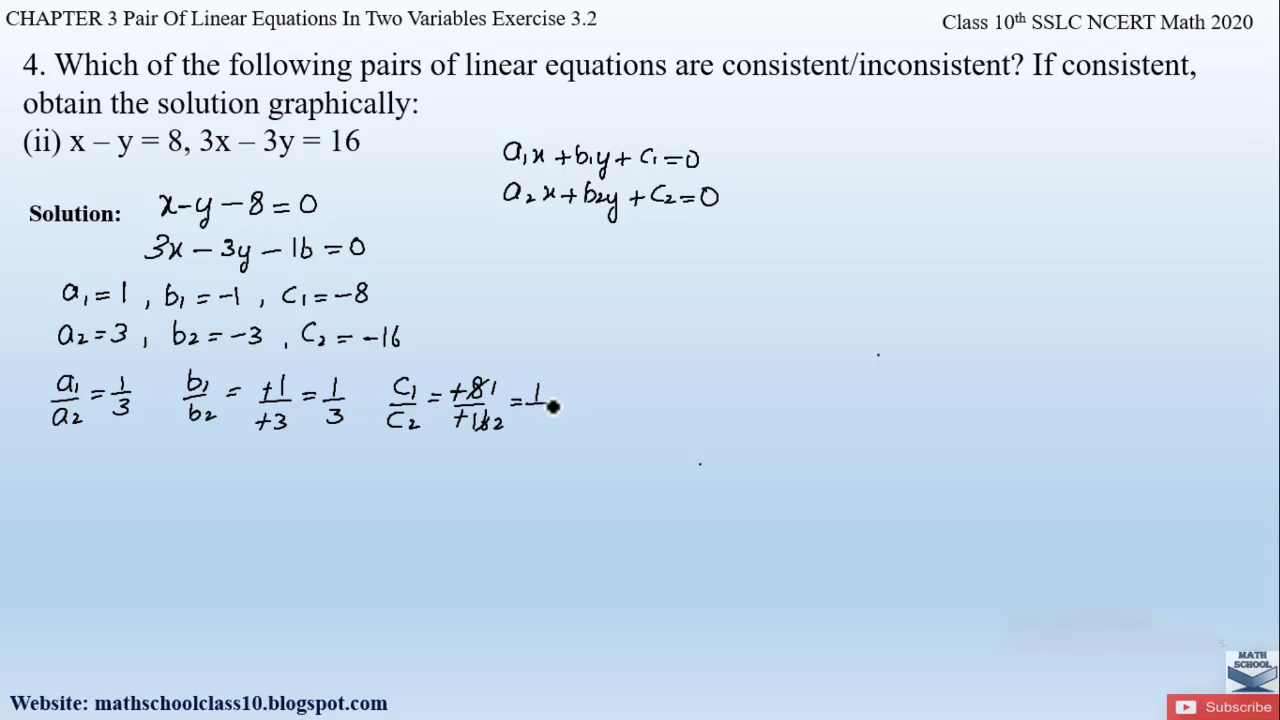 CHAPTER 3 Pair Of Linear Equations In Two Variables Exercise 3.2
Class 10th SSLC NCERT Math 2020
4. Which of the following pairs of linear equations are consistent/inconsistent? If consistent,
obtain the solution graphically:
(ii) x – y = 8, 3x – 3y = 16
a₁x + b₁y + c₁ = 0
a₂x + b₂y + c₂ = 0
Solution: x - y - 8 = 0
3x - 3y - 16 = 0
a₁ = 1, b₁ = -1, c₁ = -8
a₂ = 3, b₂ = -3, c₂ = -16
a₁/a₂ = 1/3 b₁/b₂ = +1/+3 = 1/3 c₁/c₂ = +8 1/+16 2 = 1
5.
MATH
SCHOOL
Website: mathschoolclass10.blogspot.com
Subscribe